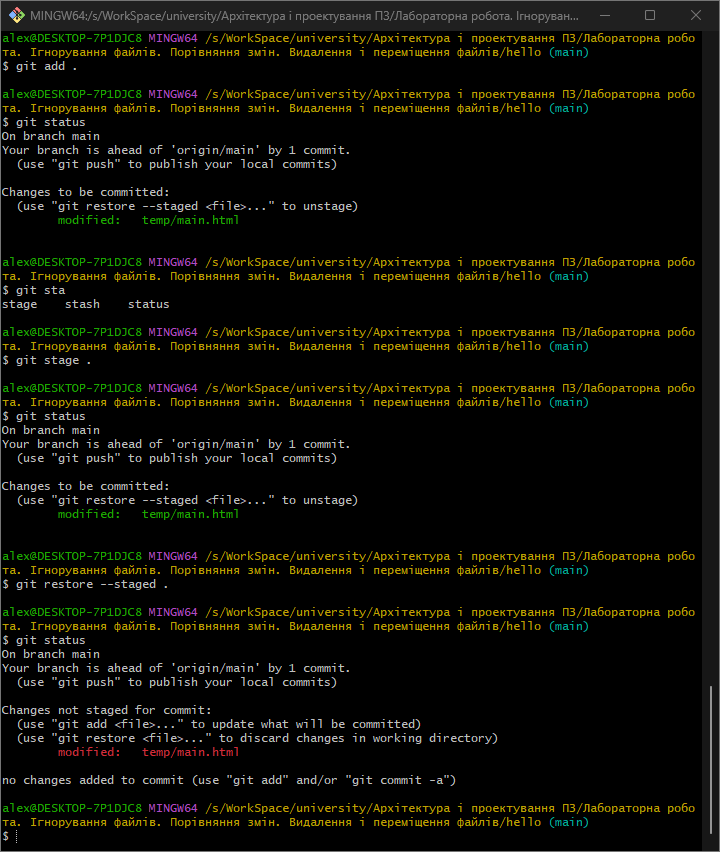 MINGW64:/s/WorkSpace/university/Архітектура і проектування ПЗ/Лабораторна робота. Ігноруван...
alex@DESKTOP-7P1DJC8 MINGW64 /s/WorkSpace/university/Архітектура і проектування ПЗ/Лабораторна робо
та. Ігнорування файлів. Порівняння змін. Видалення і переміщення файлів/hello (main)
$ git add .
alex@DESKTOP-7P1DJC8 MINGW64 /s/WorkSpace/university/Архітектура і проектування ПЗ/Лабораторна робо
та. Ігнорування файлів. Порівняння змін. Видалення і переміщення файлів/hello (main)
$ git status
On branch main
Your branch is ahead of 'origin/main' by 1 commit.
  (use "git push" to publish your local commits)
Changes to be committed:
  (use "git restore --staged <file>..." to unstage)
        modified:   temp/main.html
alex@DESKTOP-7P1DJC8 MINGW64 /s/WorkSpace/university/Архітектура і проектування ПЗ/Лабораторна робо
та. Ігнорування файлів. Порівняння змін. Видалення і переміщення файлів/hello (main)
$ git sta
stage    stash    status
alex@DESKTOP-7P1DJC8 MINGW64 /s/WorkSpace/university/Архітектура і проектування ПЗ/Лабораторна робо
та. Ігнорування файлів. Порівняння змін. Видалення і переміщення файлів/hello (main)
$ git stage .
alex@DESKTOP-7P1DJC8 MINGW64 /s/WorkSpace/university/Архітектура і проектування ПЗ/Лабораторна робо
та. Ігнорування файлів. Порівняння змін. Видалення і переміщення файлів/hello (main)
$ git status
On branch main
Your branch is ahead of 'origin/main' by 1 commit.
  (use "git push" to publish your local commits)
Changes to be committed:
  (use "git restore --staged <file>..." to unstage)
        modified:   temp/main.html
alex@DESKTOP-7P1DJC8 MINGW64 /s/WorkSpace/university/Архітектура і проектування ПЗ/Лабораторна робо
та. Ігнорування файлів. Порівняння змін. Видалення і переміщення файлів/hello (main)
$ git restore --staged .
alex@DESKTOP-7P1DJC8 MINGW64 /s/WorkSpace/university/Архітектура і проектування ПЗ/Лабораторна робо
та. Ігнорування файлів. Порівняння змін. Видалення і переміщення файлів/hello (main)
$ git status
On branch main
Your branch is ahead of 'origin/main' by 1 commit.
  (use "git push" to publish your local commits)
Changes not staged for commit:
  (use "git add <file>..." to update what will be committed)
  (use "git restore <file>..." to discard changes in working directory)
        modified:   temp/main.html
no changes added to commit (use "git add" and/or "git commit -a")
alex@DESKTOP-7P1DJC8 MINGW64 /s/WorkSpace/university/Архітектура і проектування ПЗ/Лабораторна робо
та. Ігнорування файлів. Порівняння змін. Видалення і переміщення файлів/hello (main)
$